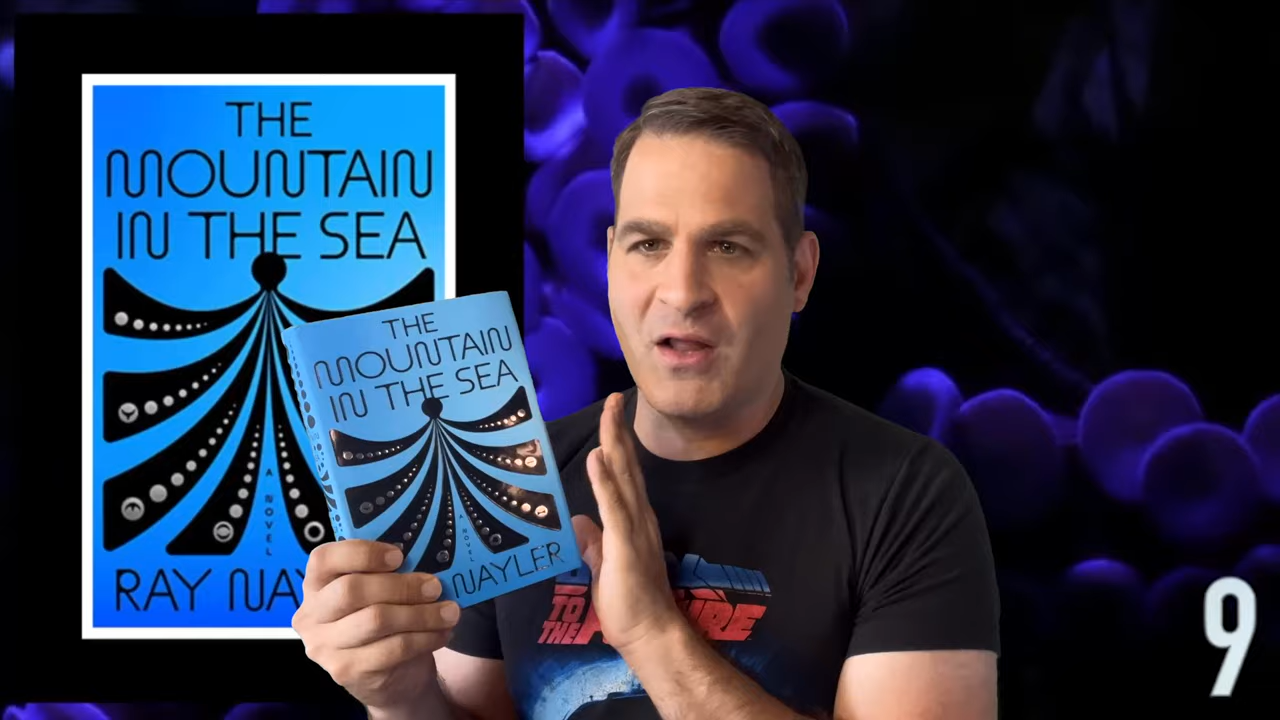 THE
MOUNTAIN
IN THE SEA
A NOVEL
RAY NAY
THE
MOUNTAIN
IN THE SEA
A NOVEL
NAYLER
TO
THE
9